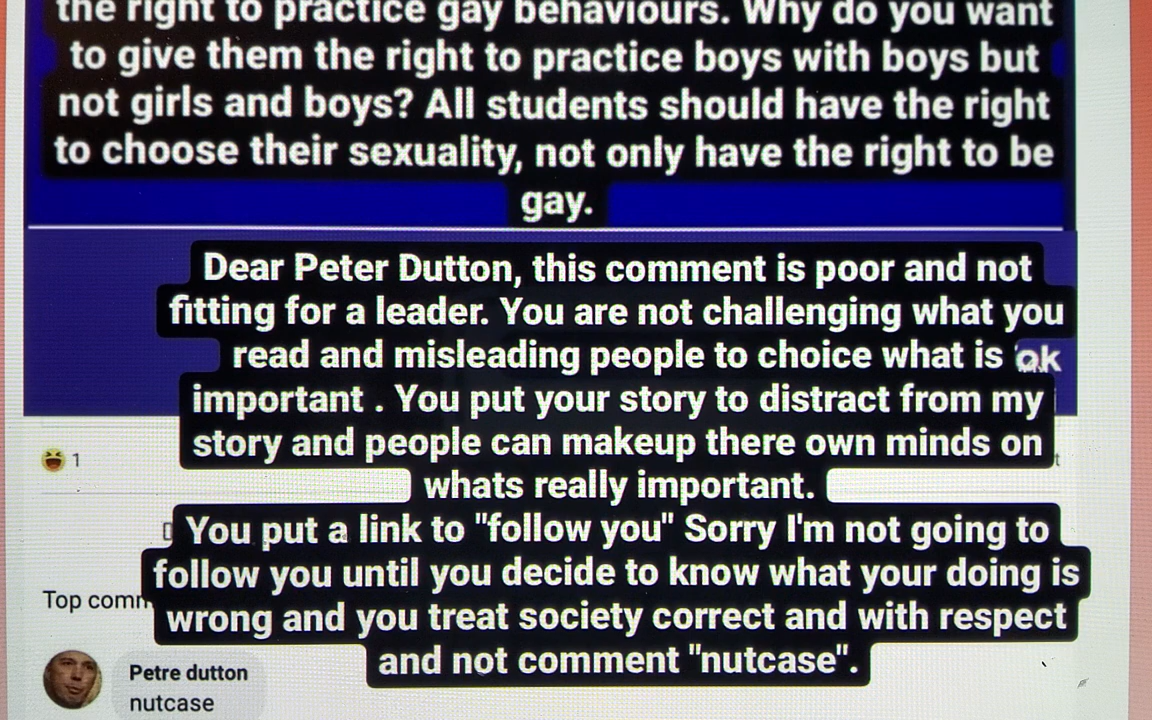 the right to practice gay behaviours. Why do you want
to give them the right to practice boys with boys but
not girls and boys? All students should have the right
to choose their sexuality, not only have the right to be
gay.
Dear Peter Dutton, this comment is poor and not
fitting for a leader. You are not challenging what you
read and misleading people to choice what is ok
important . You put your story to distract from my
story and people can makeup there own minds on
1
whats really important.
You put a link to "follow you" Sorry I'm not going to
follow you until you decide to know what your doing is
Top comm
wrong and you treat society correct and with respect
and not comment "nutcase".
Petre dutton
nutcase